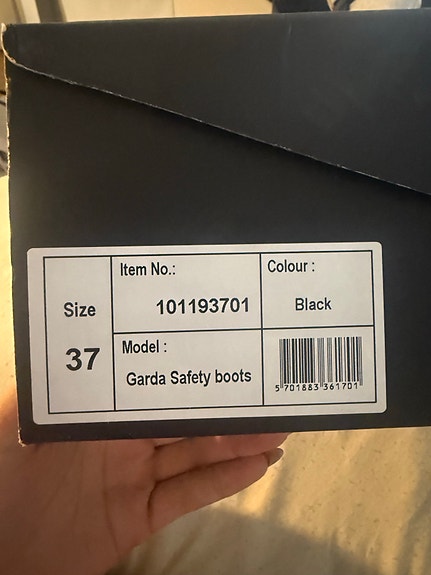 Size
37
Item No.:
101193701
Colour :
Black
Model :
Garda Safety boots
5 701883 361701